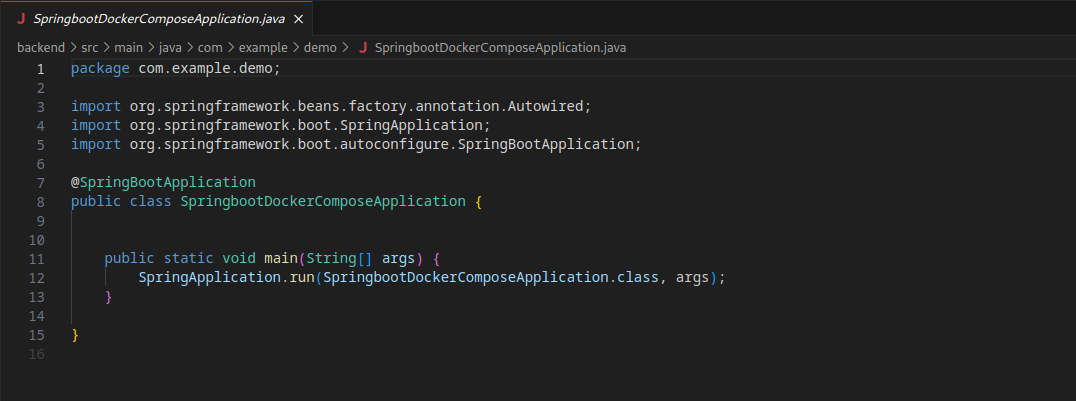 J SpringbootDockerComposeApplication.java ×
backend > src > main > java > com > example > demo > J SpringbootDockerComposeApplication.java
1 package com.example.demo;
2
3 import org.springframework.beans.factory.annotation.Autowired;
4 import org.springframework.boot.SpringApplication;
5 import org.springframework.boot.autoconfigure.SpringBootApplication;
6
7 @SpringBootApplication
8 public class SpringbootDockerComposeApplication {
9
10
11     public static void main(String[] args) {
12         SpringApplication.run(SpringbootDockerComposeApplication.class, args);
13     }
14
15 }
16